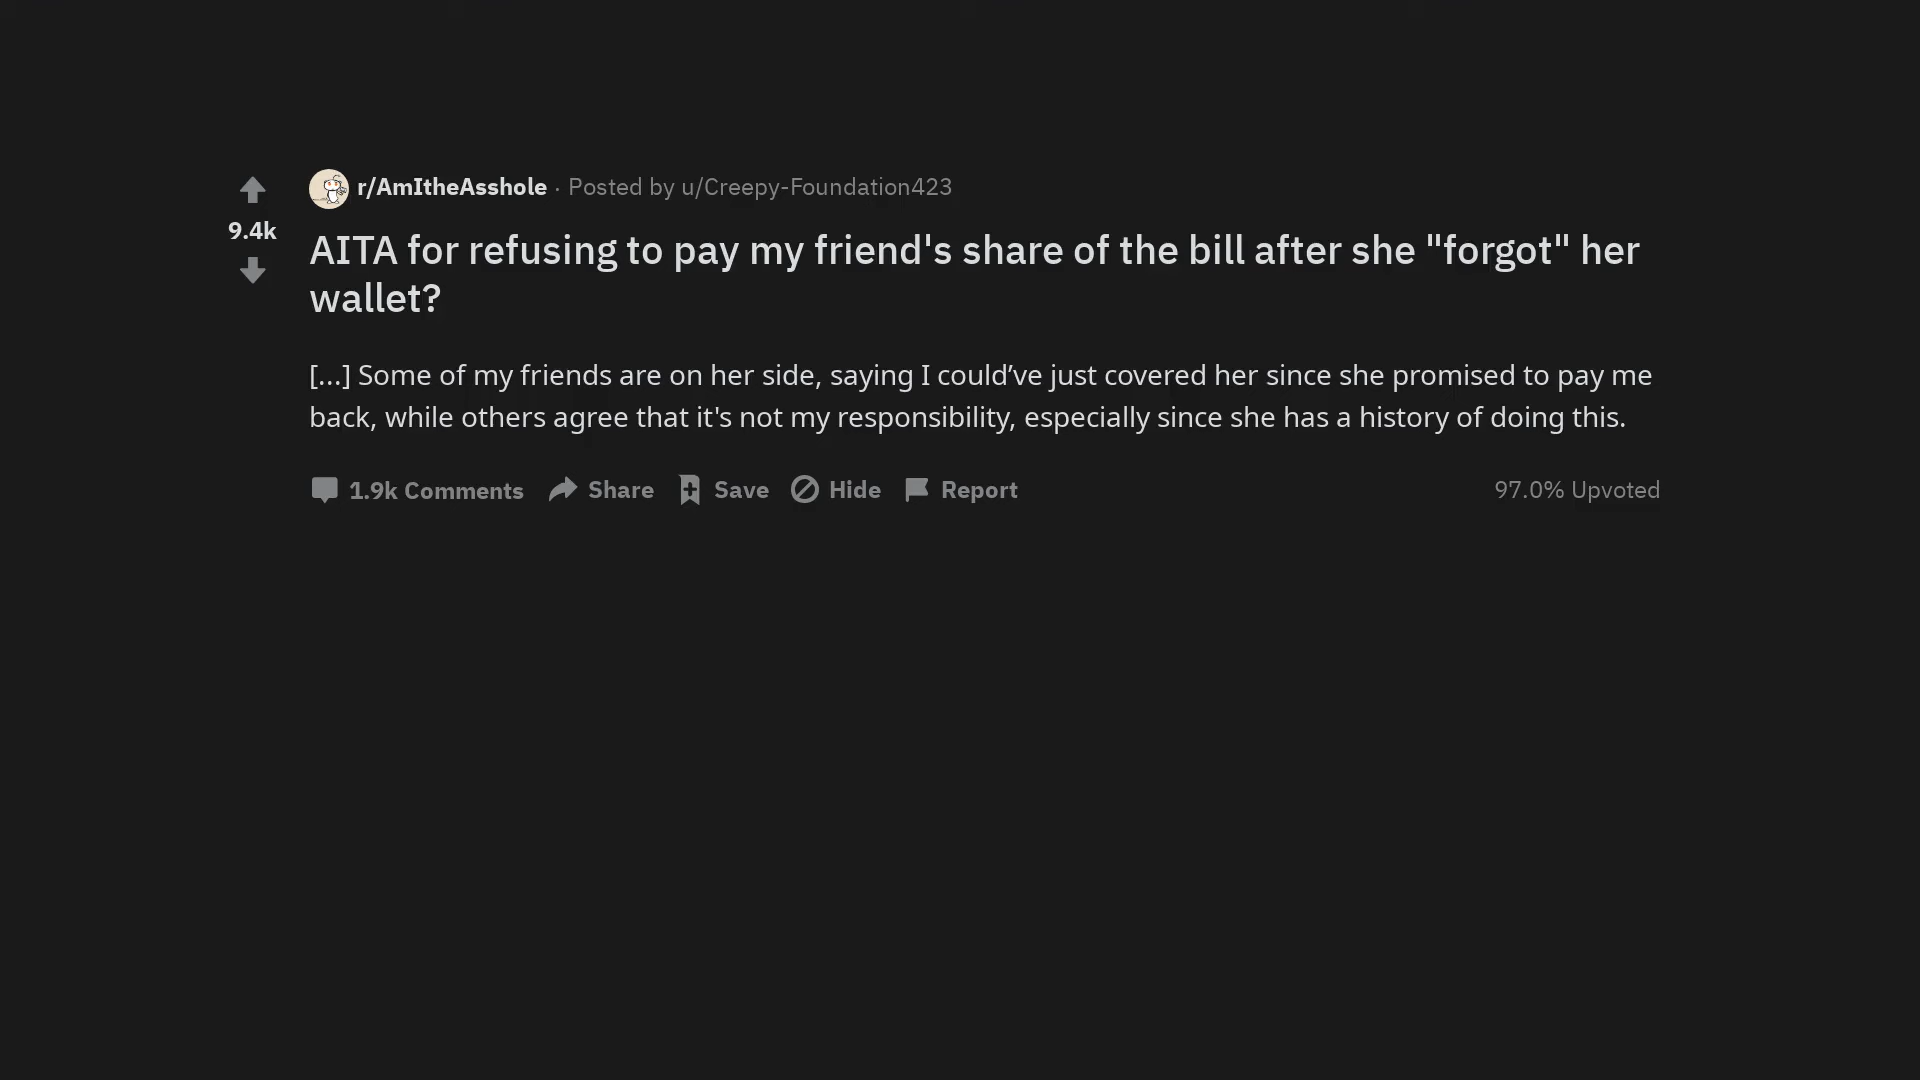 r/AmItheAsshole · Posted by u/Creepy-Foundation423
9.4k
AITA for refusing to pay my friend's share of the bill after she "forgot" her
wallet?
[...] Some of my friends are on her side, saying I could’ve just covered her since she promised to pay me
back, while others agree that it's not my responsibility, especially since she has a history of doing this.
1.9k Comments Share Save Hide Report 97.0% Upvoted